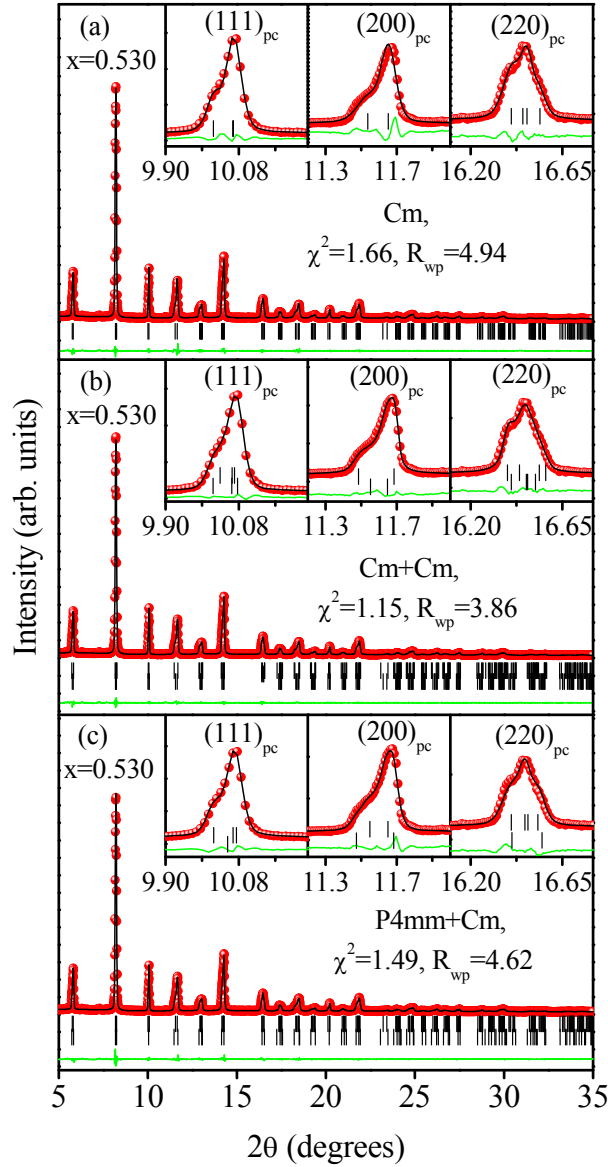 (a)
x=0.530
(111)pc
(200)pc
(220)pc
9.90 10.08 11.3 11.7 16.20 16.65
Cm,
χ²=1.66, Rwp=4.94
(b)
x=0.530
(111)pc
(200)pc
(220)pc
9.90 10.08 11.3 11.7 16.20 16.65
Cm+Cm,
χ²=1.15, Rwp=3.86
(c)
x=0.530
(111)pc
(200)pc
(220)pc
9.90 10.08 11.3 11.7 16.20 16.65
P4mm+Cm,
χ²=1.49, Rwp=4.62
Intensity (arb. units)
5 10 15 20 25 30 35
2θ (degrees)